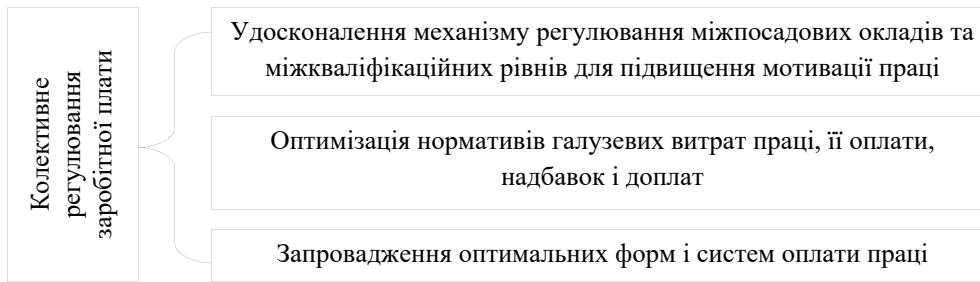 Колективне
регулювання
заробітної плати
Удосконалення механізму регулювання міжпосадових окладів та
міжкваліфікаційних рівнів для підвищення мотивації праці
Оптимізація нормативів галузевих витрат праці, її оплати,
надбавок і доплат
Запровадження оптимальних форм і систем оплати праці